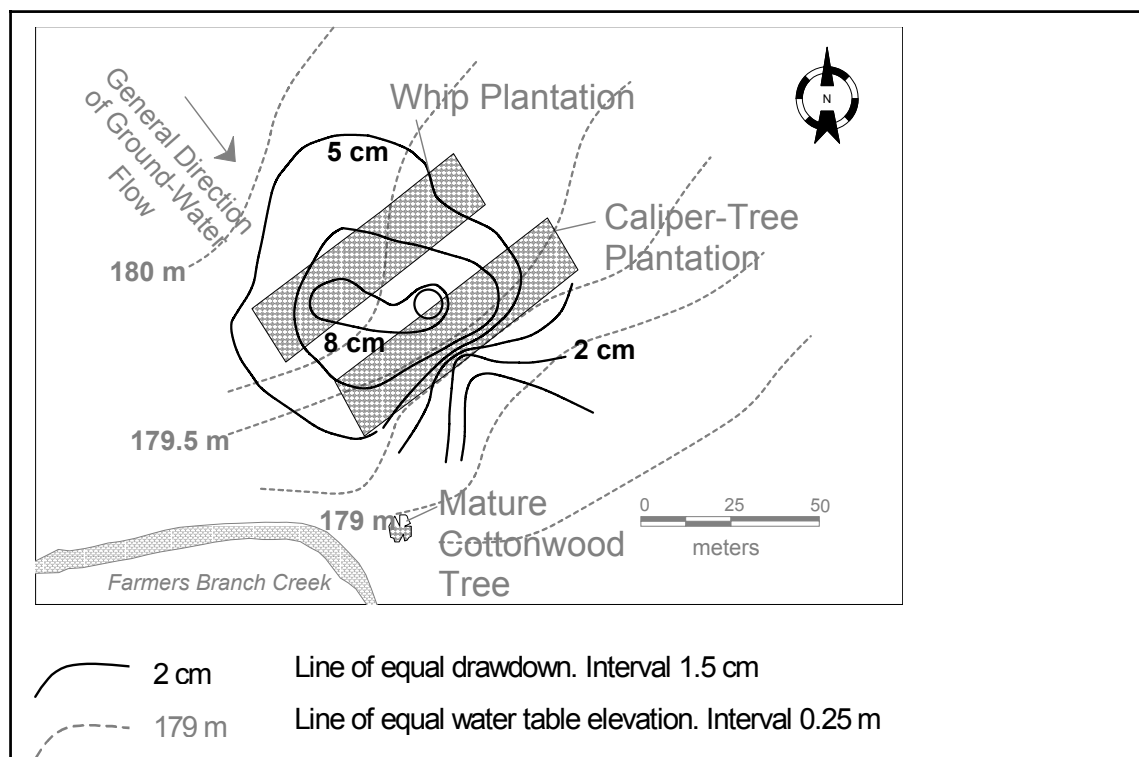 General Direction
of Ground-Water
Flow
Whip Plantation
N
5 cm
Caliper-Tree
Plantation
180 m
8 cm
2 cm
179.5 m
179 m
Mature
Cottonwood
Tree
0 25 50
meters
Farmers Branch Creek
2 cm Line of equal drawdown. Interval 1.5 cm
179 m Line of equal water table elevation. Interval 0.25 m